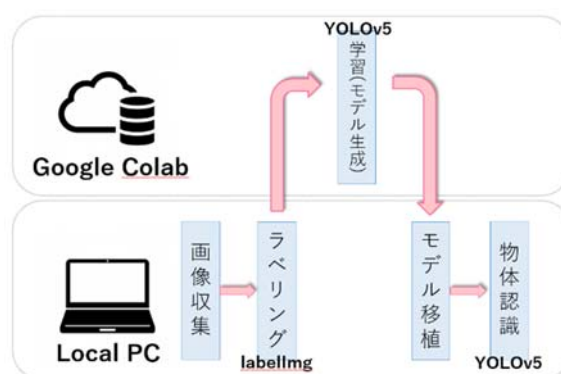 YOLOv5
学習(モデル生成)
Google Colab
画像収集
ラベリング
labelImg
モデル移植
物体認識
YOLOv5
Local PC